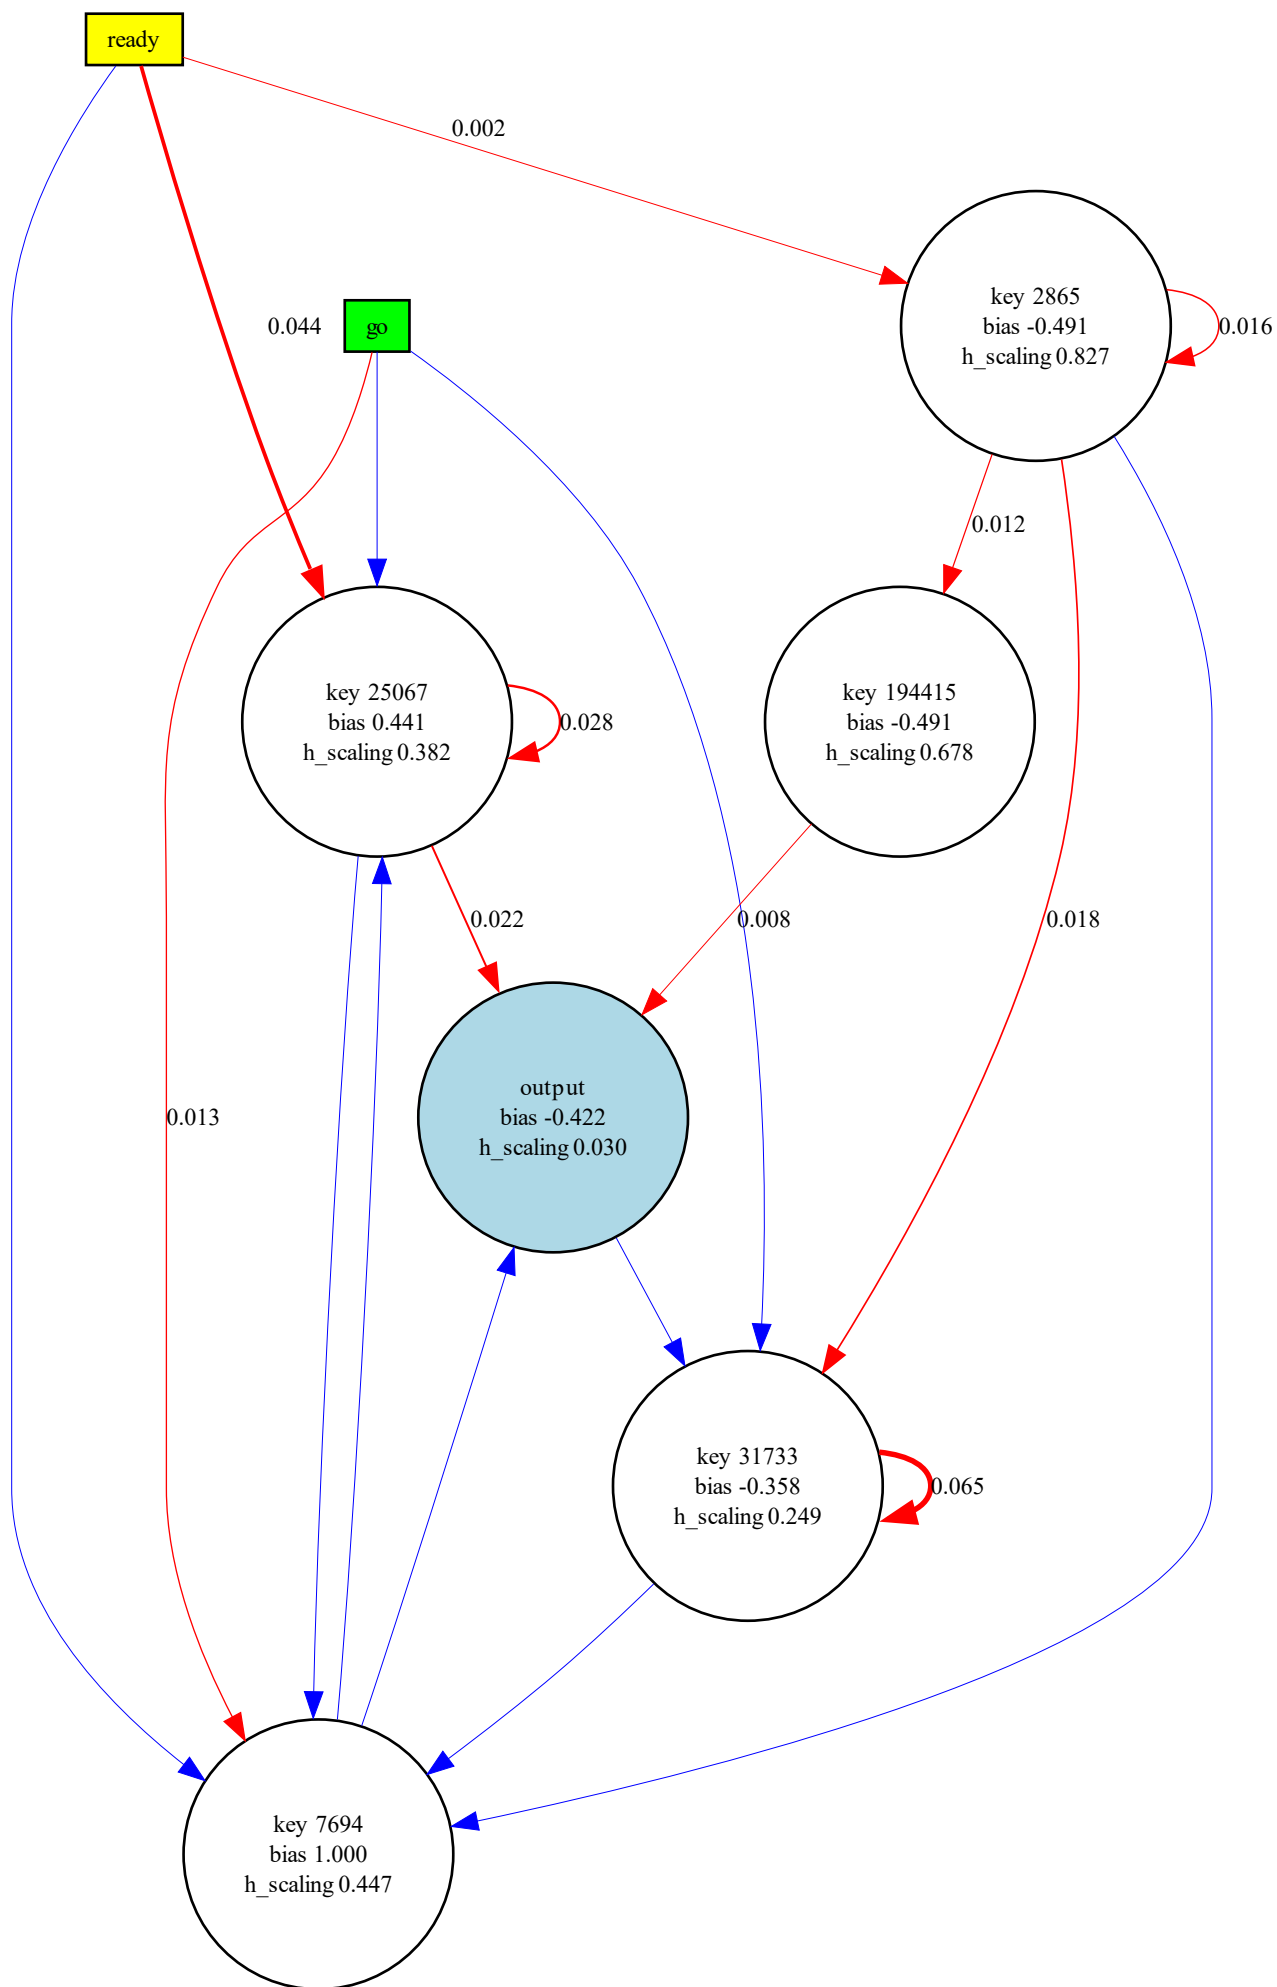 ready
0.002
key 2865
bias -0.491
h_scaling 0.827
0.016
0.044
go
0.012
key 25067
bias 0.441
h_scaling 0.382
0.028
key 194415
bias -0.491
h_scaling 0.678
0.022
0.008
0.018
output
bias -0.422
h_scaling 0.030
0.013
key 31733
bias -0.358
h_scaling 0.249
0.065
key 7694
bias 1.000
h_scaling 0.447